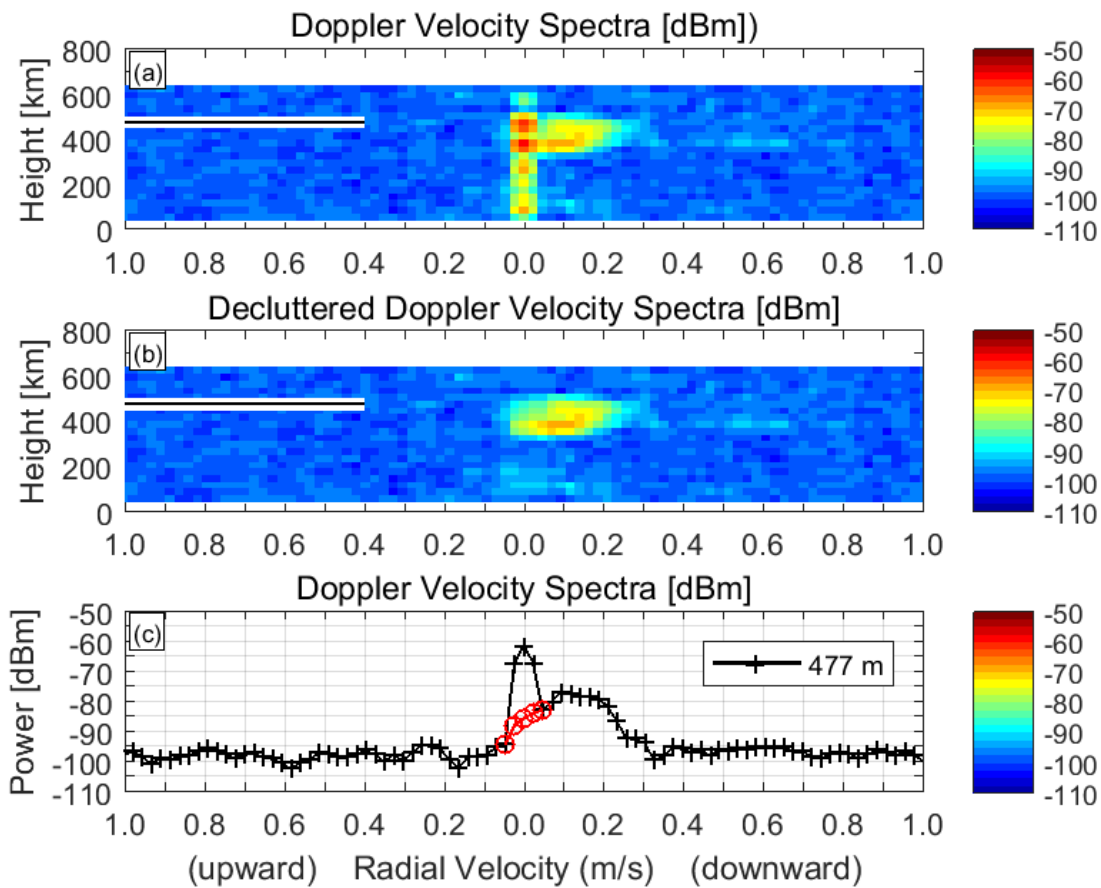 Doppler Velocity Spectra [dBm])
(a)
Height [km]
800
600
400
200
0
1.0 0.8 0.6 0.4 0.2 0.0 0.2 0.4 0.6 0.8 1.0
-50
-60
-70
-80
-90
-100
-110
Decluttered Doppler Velocity Spectra [dBm]
(b)
Height [km]
800
600
400
200
0
1.0 0.8 0.6 0.4 0.2 0.0 0.2 0.4 0.6 0.8 1.0
-50
-60
-70
-80
-90
-100
-110
Doppler Velocity Spectra [dBm]
(c)
Power [dBm]
-50
-60
-70
-80
-90
-100
-110
477 m
1.0 0.8 0.6 0.4 0.2 0.0 0.2 0.4 0.6 0.8 1.0
-50
-60
-70
-80
-90
-100
-110
(upward) Radial Velocity (m/s) (downward)